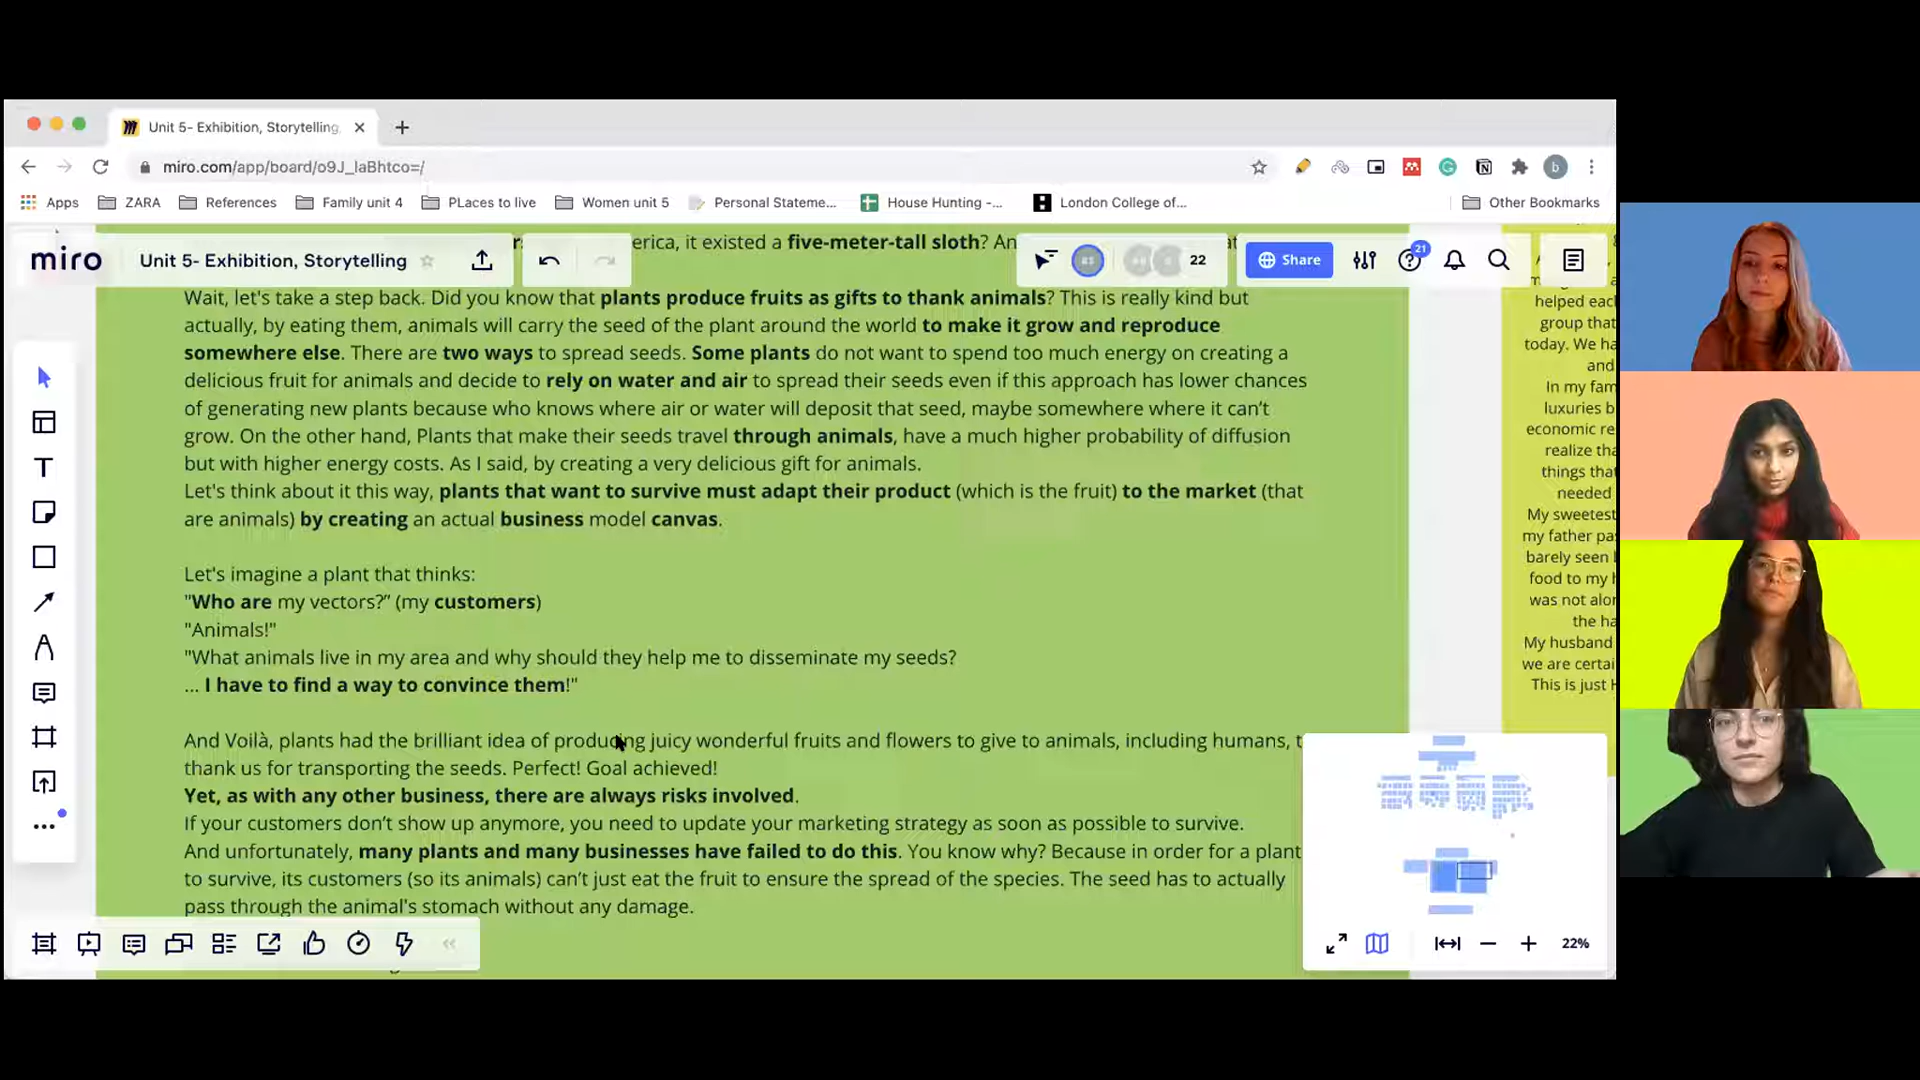 Unit 5- Exhibition, Storytelling
miro.com/app/board/o9J_laBhtco=/
b
Apps
ZARA
References
Family unit 4
PLaces to live
Women unit 5
Personal Stateme...
House Hunting -...
London College of...
Other Bookmarks
miro
Unit 5- Exhibition, Storytelling
22
Share
21
erica, it existed a five-meter-tall sloth? An
Wait, let's take a step back. Did you know that plants produce fruits as gifts to thank animals? This is really kind but
actually, by eating them, animals will carry the seed of the plant around the world to make it grow and reproduce
somewhere else. There are two ways to spread seeds. Some plants do not want to spend too much energy on creating a
delicious fruit for animals and decide to rely on water and air to spread their seeds even if this approach has lower chances
of generating new plants because who knows where air or water will deposit that seed, maybe somewhere where it can't
grow. On the other hand, Plants that make their seeds travel through animals, have a much higher probability of diffusion
but with higher energy costs. As I said, by creating a very delicious gift for animals.
Let's think about it this way, plants that want to survive must adapt their product (which is the fruit) to the market (that
are animals) by creating an actual business model canvas.
Let's imagine a plant that thinks:
"Who are my vectors?" (my customers)
"Animals!"
"What animals live in my area and why should they help me to disseminate my seeds?
... I have to find a way to convince them!"
And Voilà, plants had the brilliant idea of producing juicy wonderful fruits and flowers to give to animals, including humans, t
thank us for transporting the seeds. Perfect! Goal achieved!
Yet, as with any other business, there are always risks involved.
If your customers don't show up anymore, you need to update your marketing strategy as soon as possible to survive.
And unfortunately, many plants and many businesses have failed to do this. You know why? Because in order for a plant
to survive, its customers (so its animals) can't just eat the fruit to ensure the spread of the species. The seed has to actually
pass through the animal's stomach without any damage.
helped eac
group that
today. We ha
and
In my fam
luxuries b
economic re
realize tha
things that
needed
My sweetest
my father pa
barely seen
food to my h
was not alor
the ha
My husband
we are certai
This is just H
22%